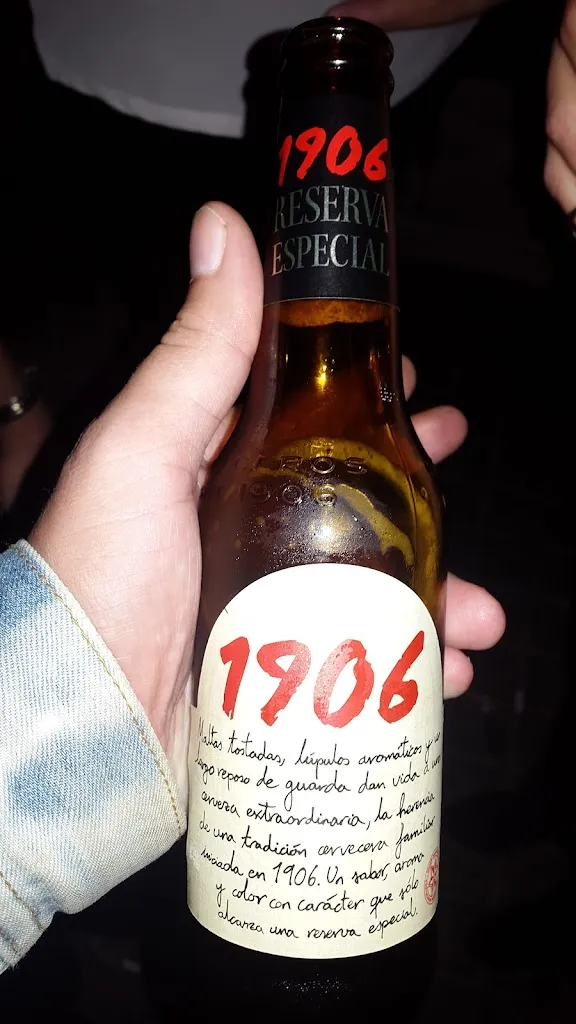 1906
RESERVA
ESPECIAL
ROS
1906
1906
Maltas tostadas, lúpulos aromáticos y un
largo reposo de guarda dan vida a una
cerveza extraordinaria, la herencia
de una tradición cervecera familiar
iniciada en 1906. Un sabor, aroma
y color con carácter que sólo
alcanza una reserva especial.